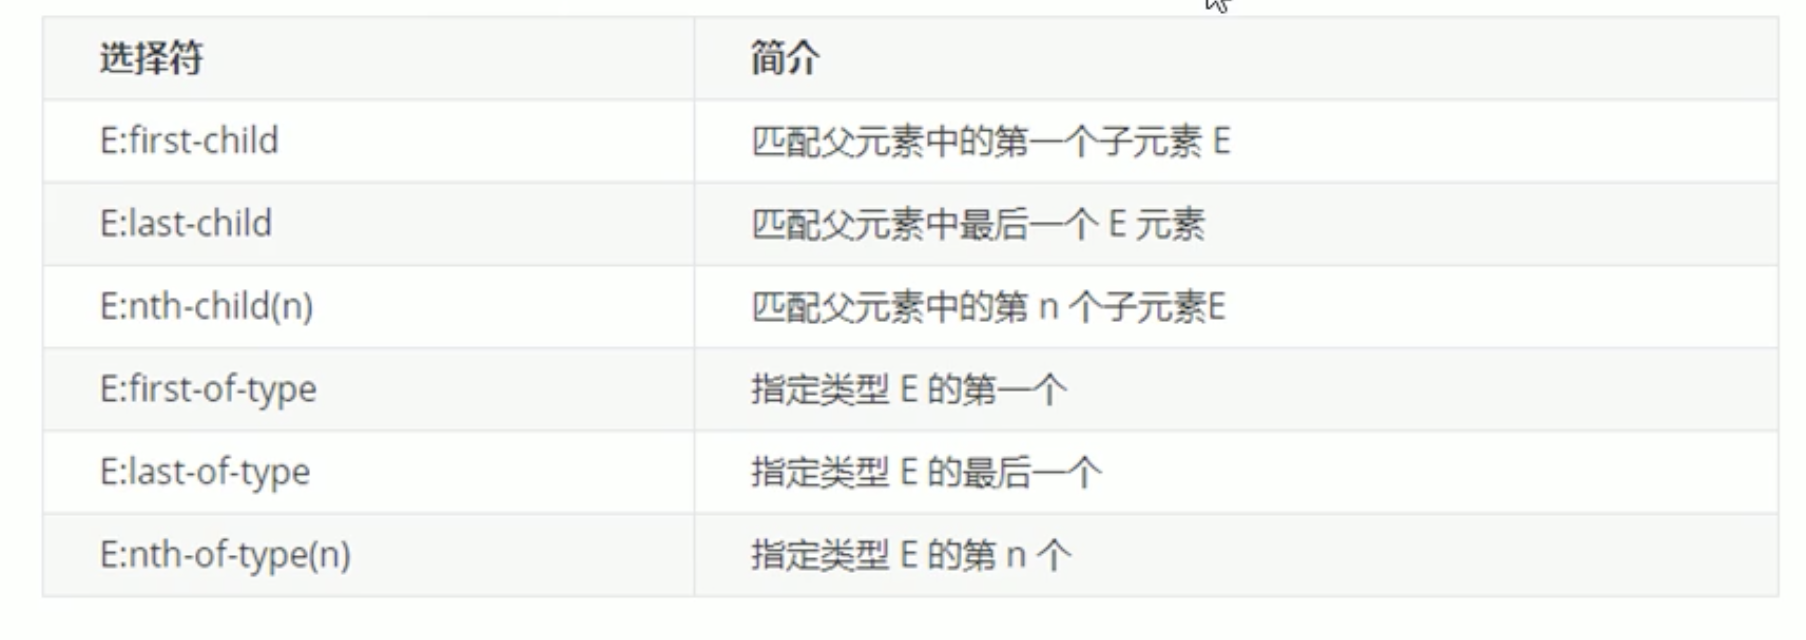 选择符 简介
E:first-child 匹配父元素中的第一个子元素 E
E:last-child 匹配父元素中最后一个 E 元素
E:nth-child(n) 匹配父元素中的第 n 个子元素E
E:first-of-type 指定类型 E 的第一个
E:last-of-type 指定类型 E 的最后一个
E:nth-of-type(n) 指定类型 E 的第 n 个